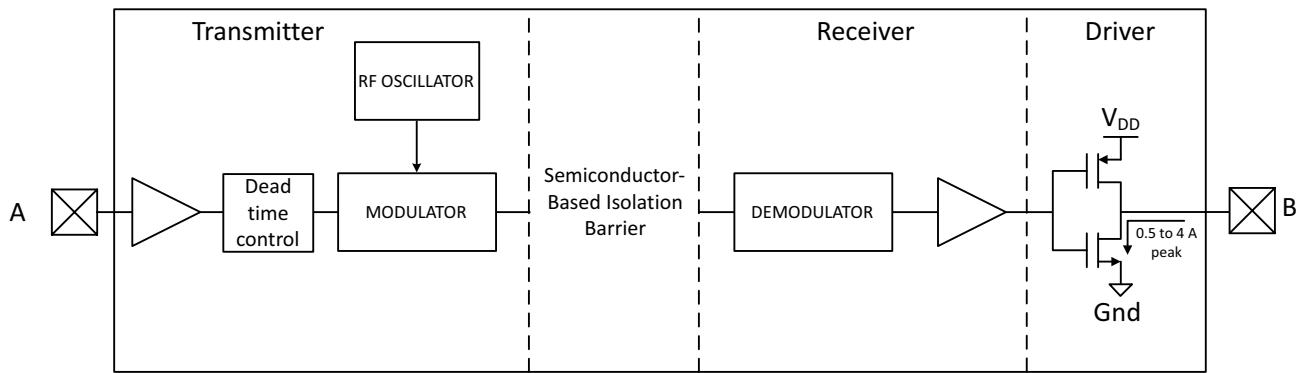 Transmitter
Receiver
Driver
RF OSCILLATOR
V_DD
A
Dead
time
control
MODULATOR
Semiconductor-
Based Isolation
Barrier
DEMODULATOR
B
0.5 to 4 A
peak
Gnd